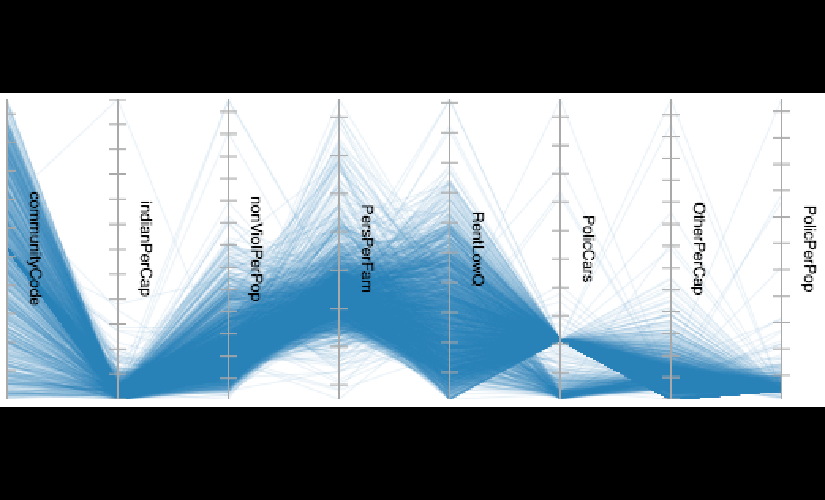 communityCode
indianPerCap
nonViolPerPop
PersPerFam
RentLowQ
PolicCars
OtherPerCap
PolicPerPop